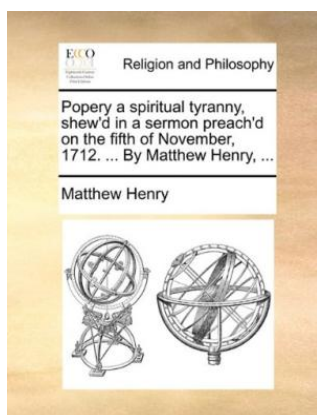 ECCO
Religion and Philosophy
Popery a spiritual tyranny,
shew'd in a sermon preach'd
on the fifth of November,
1712. ... By Matthew Henry, ...
Matthew Henry